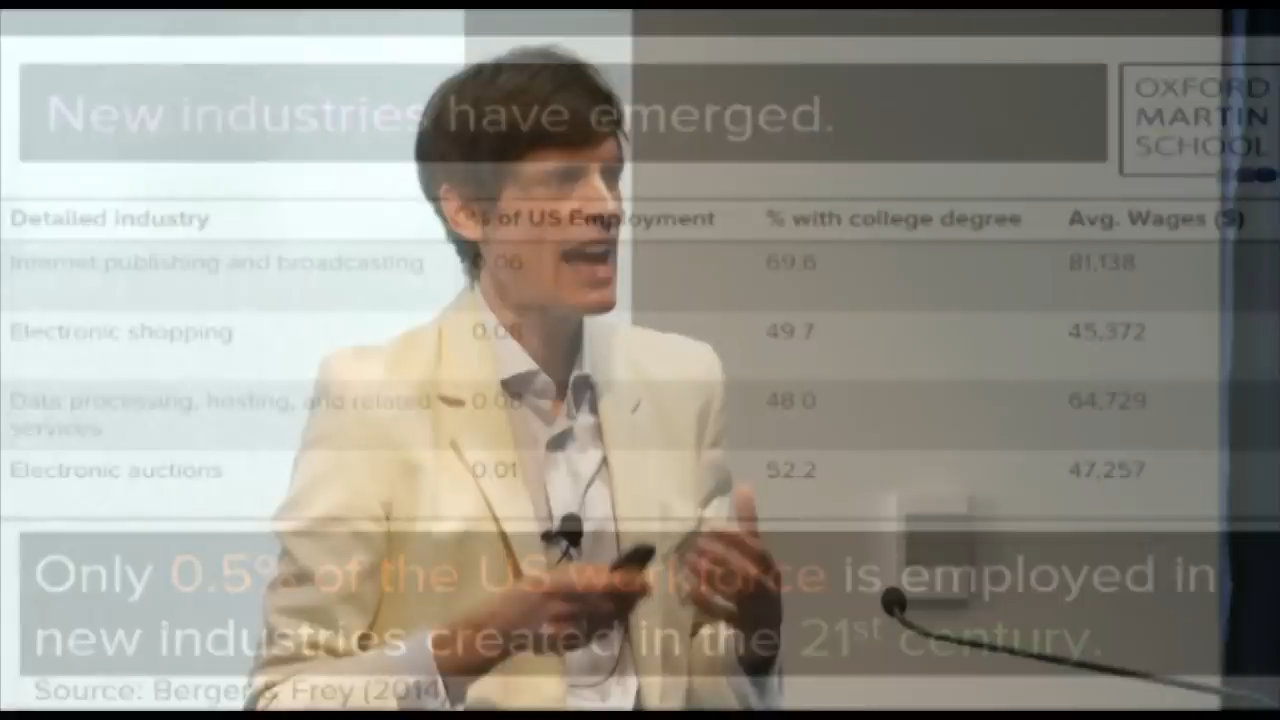 New industries have emerged.
OXFORD
MARTIN
SCHOOL
Detailed industry % of US Employment % with college degree Avg. Wages ($)
Internet publishing and broadcasting 0.06 69.6 81,138
Electronic shopping 49.7 45,372
Data processing, hosting, and related 48.0 64,729
services
Electronic auctions 0.01 52.2 47,257
Only 0.5% of the US workforce is employed in
new industries created in the 21st century.
Source: Berger & Frey (2014)